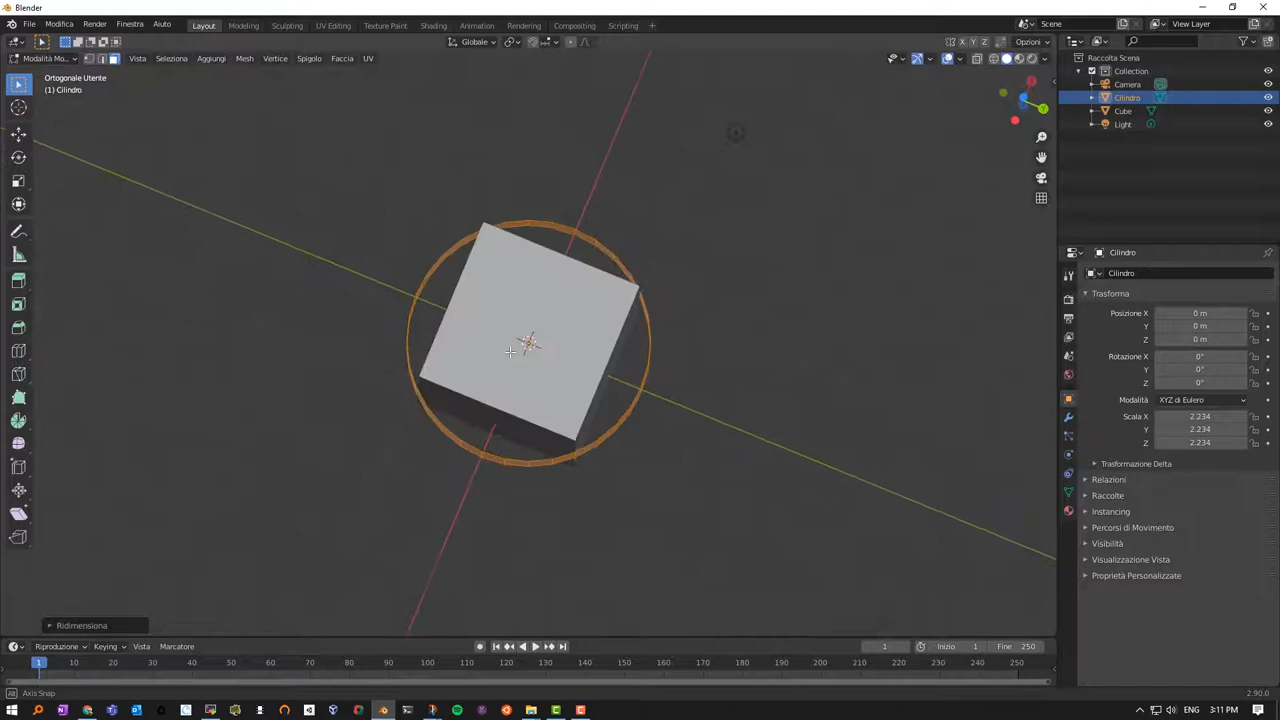 Blender
File Modifica Render Finestra Aiuto Layout Modeling Sculpting UV Editing Texture Paint Shading Animation Rendering Compositing Scripting + Scene View Layer
Globale X Y Z Opzioni
Modalità Mo... Vista Seleziona Aggiungi Mesh Vertice Spigolo Faccia UV
Ortogonale Utente
(1) Cilindro
Y
Raccolta Scena
Collection
Camera
Cilindro
Cube
Light
Cilindro
Cilindro
Trasforma
Posizione X 0 m
Y 0 m
Z 0 m
Rotazione X 0°
Y 0°
Z 0°
Modalità XYZ di Eulero
Scala X 2.234
Y 2.234
Z 2.234
Trasformazione Delta
Relazioni
Raccolte
Instancing
Percorsi di Movimento
Visibilità
Visualizzazione Vista
Proprietà Personalizzate
Ridimensiona
Riproduzione Keying Vista Marcatore 1 Inizio 1 Fine 250
1 10 20 30 40 50 60 70 80 90 100 110 120 130 140 150 160 170 180 190 200 210 220 230 240 250
Axis Snap 2.90.0
3:11 PM